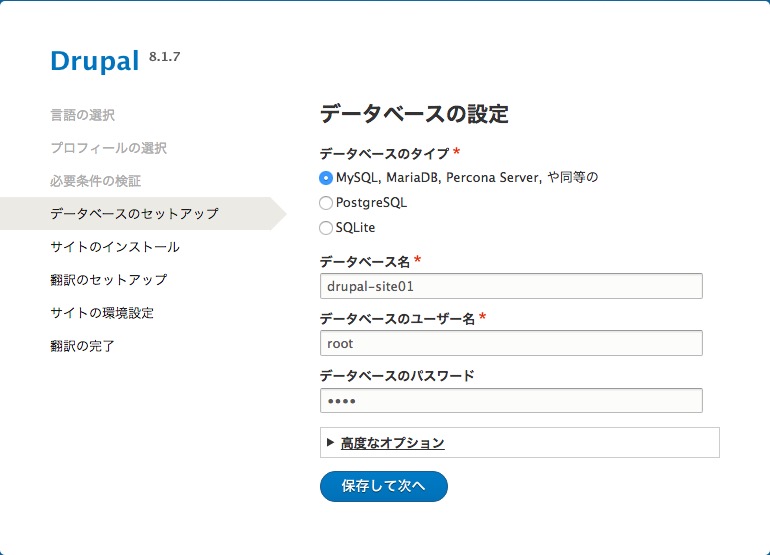 Drupal 8.1.7
言語の選択
プロフィールの選択
必要条件の検証
データベースのセットアップ
サイトのインストール
翻訳のセットアップ
サイトの環境設定
翻訳の完了
データベースの設定
データベースのタイプ *
MySQL, MariaDB, Percona Server, や同等の
PostgreSQL
SQLite
データベース名 *
drupal-site01
データベースのユーザー名 *
root
データベースのパスワード
••••
▶ 高度なオプション
保存して次へ